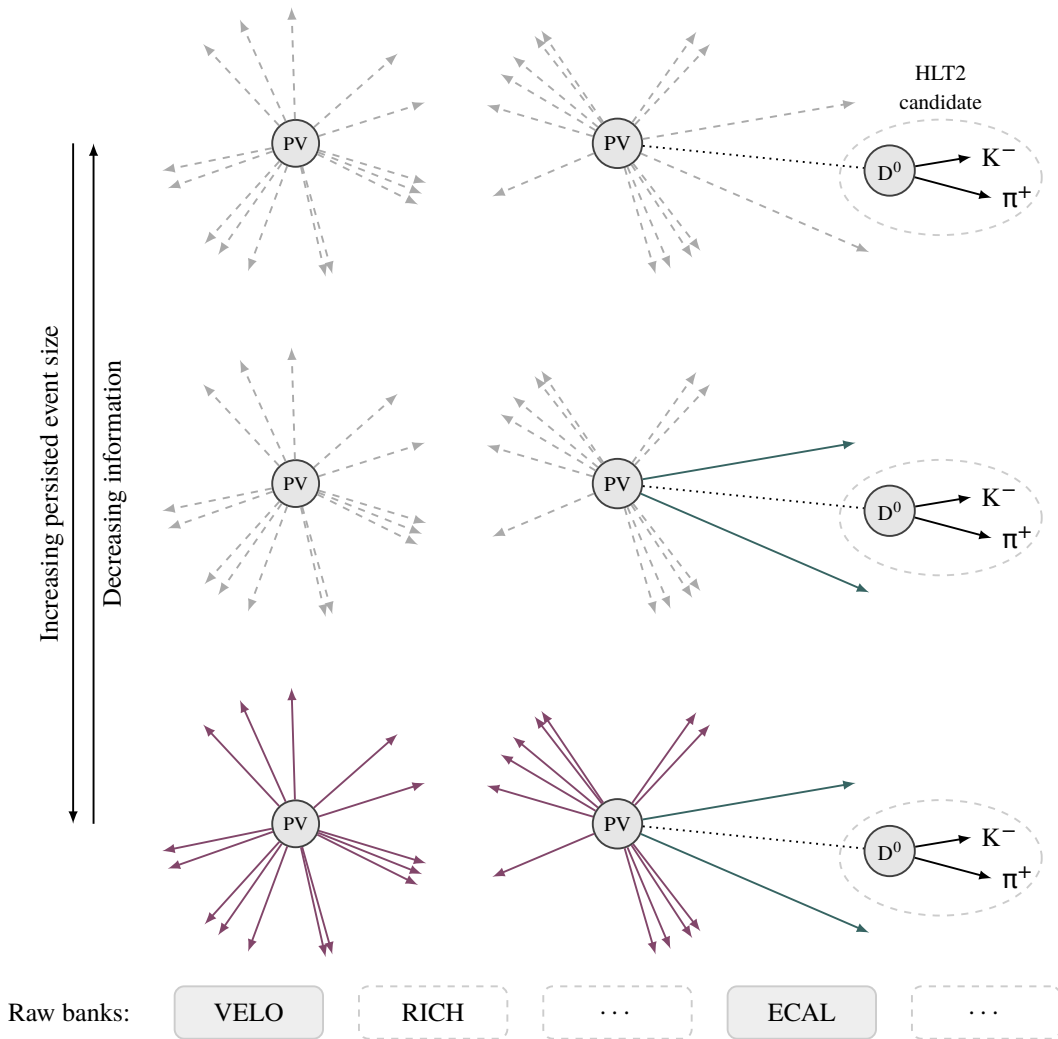 HLT2
candidate
PV
PV
D⁰
K⁻
π⁺
Increasing persisted event size
Decreasing information
PV
PV
D⁰
K⁻
π⁺
PV
PV
D⁰
K⁻
π⁺
Raw banks: VELO RICH ··· ECAL ···